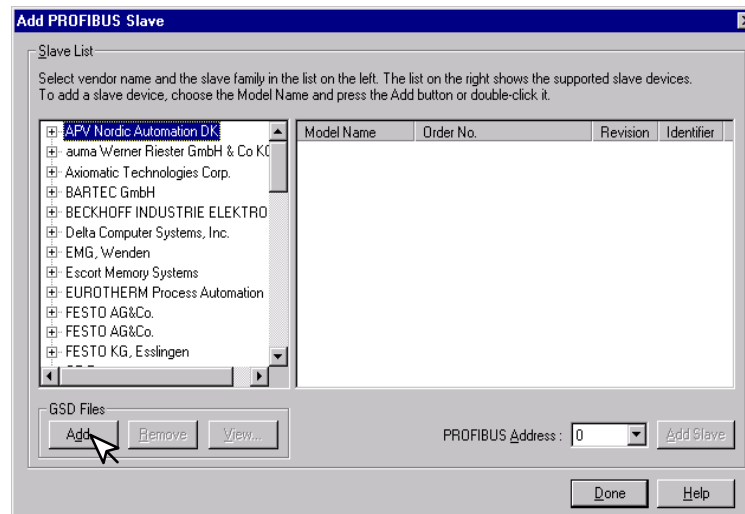 Add PROFIBUS Slave
Slave List
Select vendor name and the slave family in the list on the left. The list on the right shows the supported slave devices.
To add a slave device, choose the Model Name and press the Add button or double-click it.
Model Name Order No. Revision Identifier
APV Nordic Automation DK
auma Werner Riester GmbH & Co KG
Axiomatic Technologies Corp.
BARTEC GmbH
BECKHOFF INDUSTRIE ELEKTRO
Delta Computer Systems, Inc.
EMG, Wenden
Escort Memory Systems
EUROTHERM Process Automation
FESTO AG&Co.
FESTO AG&Co.
FESTO KG, Esslingen
GSD Files
Add... Remove View...
PROFIBUS Address : 0 Add Slave
Done Help